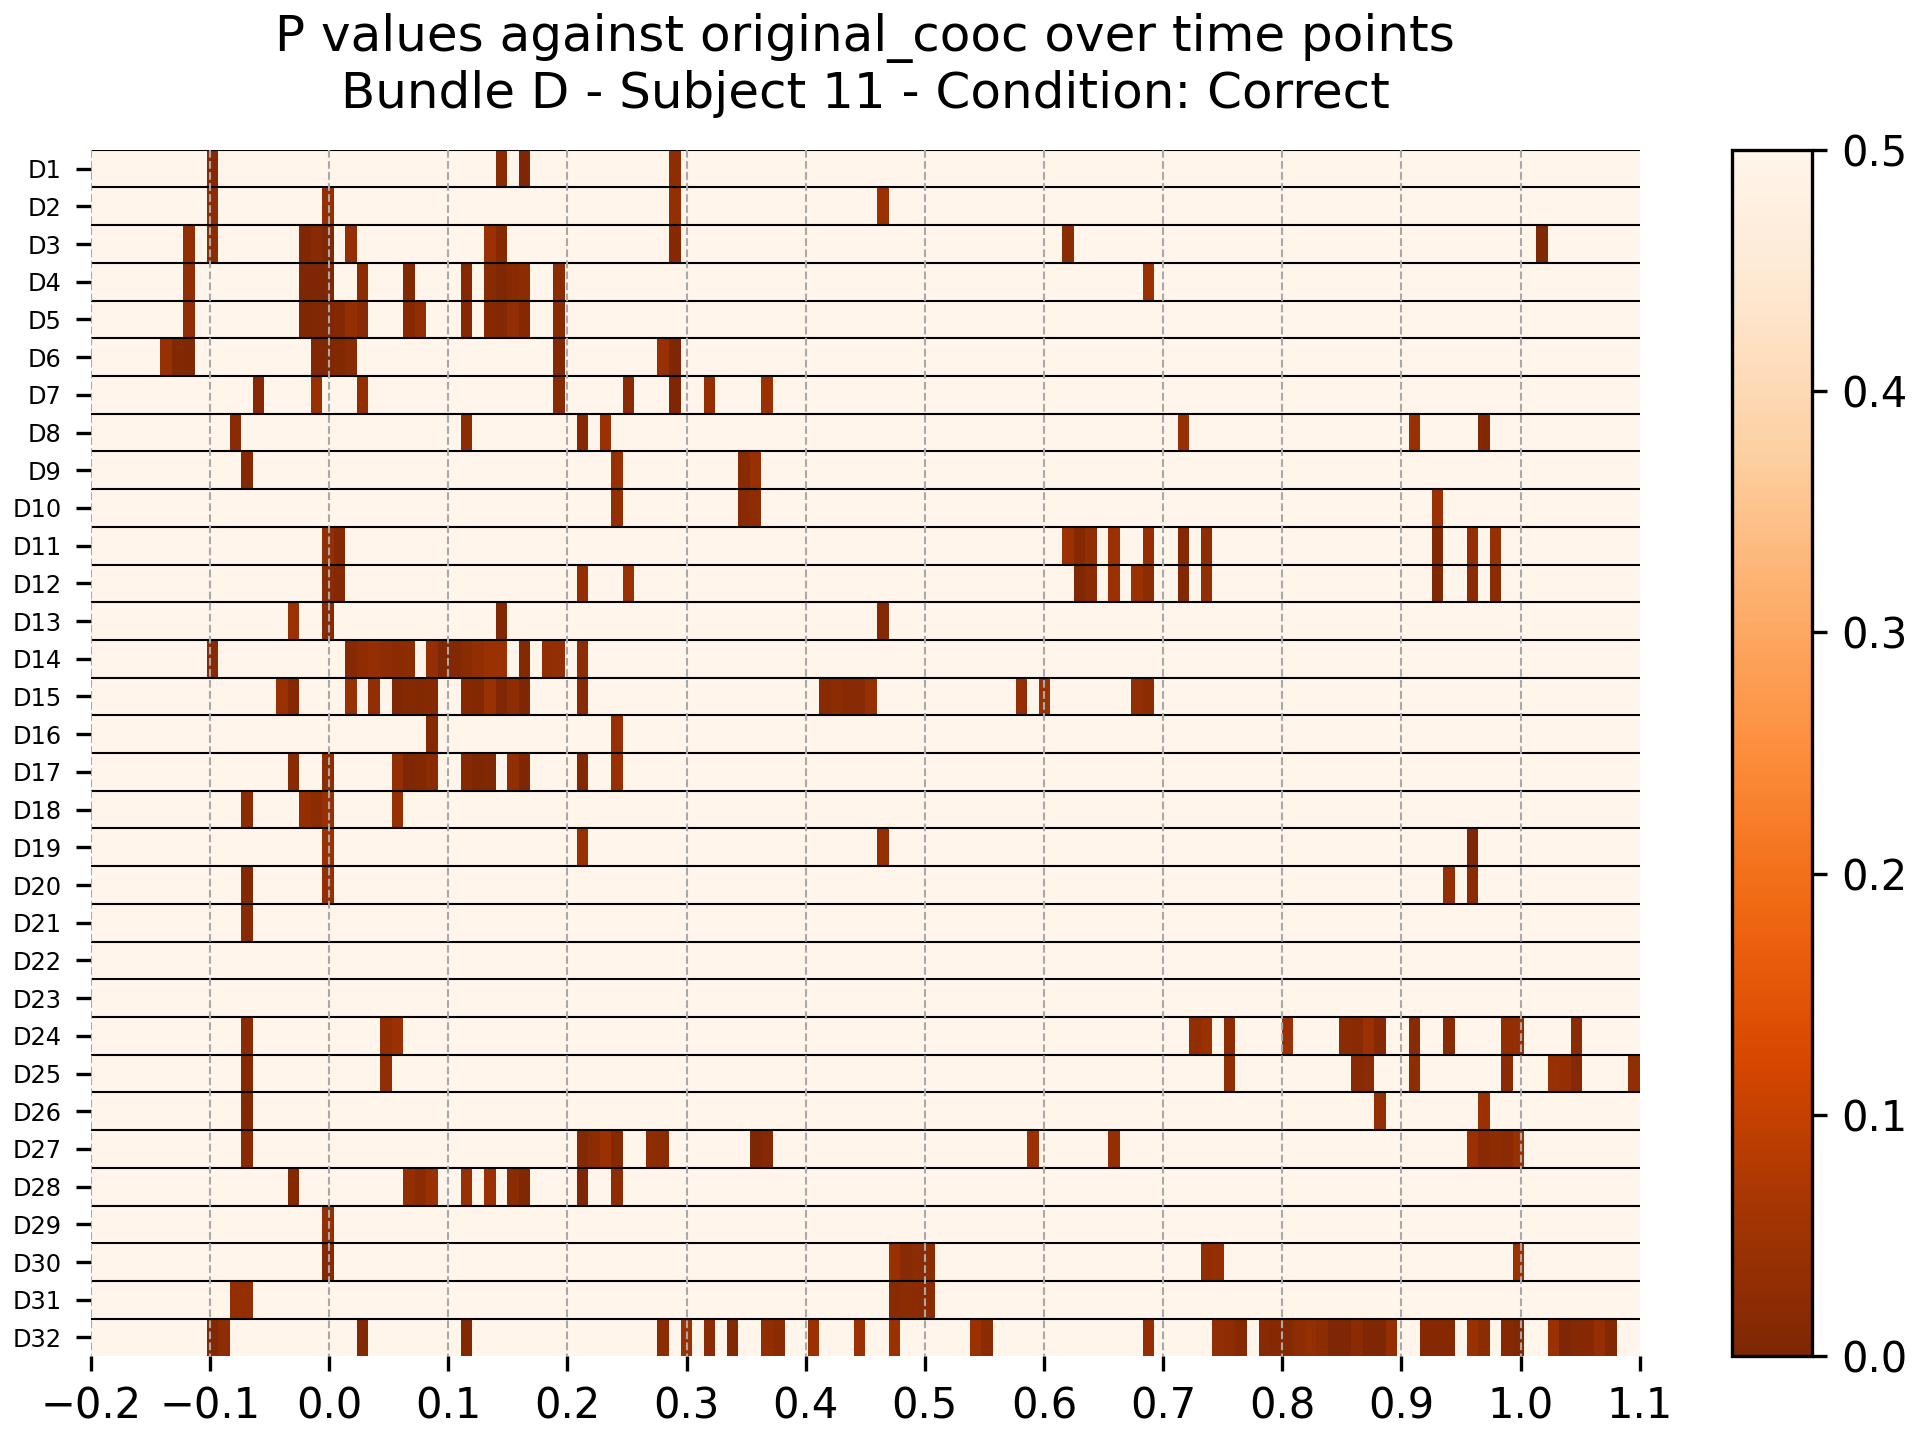 P values against original_cooc over time points
Bundle D - Subject 11 - Condition: Correct
D1
D2
D3
D4
D5
D6
D7
D8
D9
D10
D11
D12
D13
D14
D15
D16
D17
D18
D19
D20
D21
D22
D23
D24
D25
D26
D27
D28
D29
D30
D31
D32
−0.2 −0.1 0.0 0.1 0.2 0.3 0.4 0.5 0.6 0.7 0.8 0.9 1.0 1.1
0.5
0.4
0.3
0.2
0.1
0.0